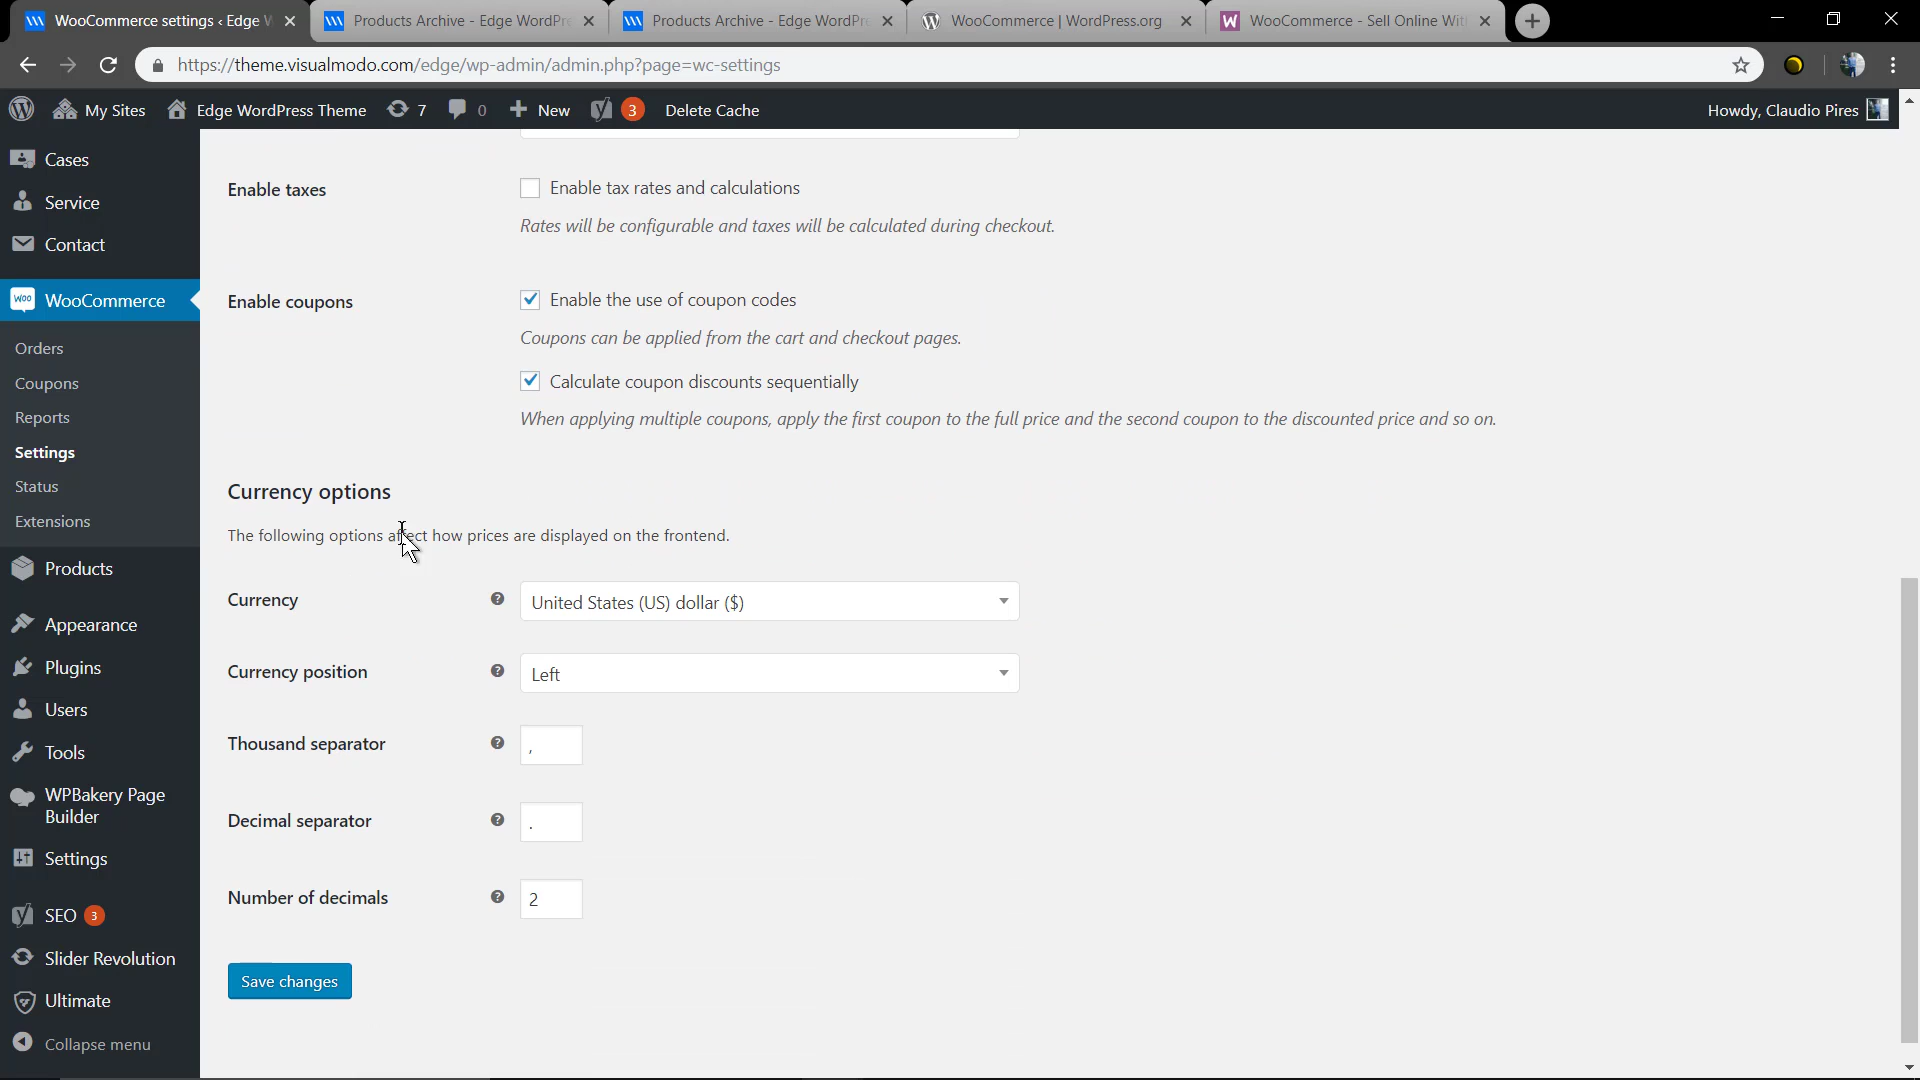 WooCommerce settings ‹ Edge W
Products Archive - Edge WordPre
Products Archive - Edge WordPre
WooCommerce | WordPress.org
WooCommerce - Sell Online Wit
https://theme.visualmodo.com/edge/wp-admin/admin.php?page=wc-settings
My Sites
Edge WordPress Theme
7
0
New
3
Delete Cache
Howdy, Claudio Pires
Cases
Service
Contact
WooCommerce
Orders
Coupons
Reports
Settings
Status
Extensions
Products
Appearance
Plugins
Users
Tools
WPBakery Page
Builder
Settings
SEO 3
Slider Revolution
Ultimate
Collapse menu
Enable taxes
Enable tax rates and calculations
Rates will be configurable and taxes will be calculated during checkout.
Enable coupons
Enable the use of coupon codes
Coupons can be applied from the cart and checkout pages.
Calculate coupon discounts sequentially
When applying multiple coupons, apply the first coupon to the full price and the second coupon to the discounted price and so on.
Currency options
The following options affect how prices are displayed on the frontend.
Currency
United States (US) dollar ($)
Currency position
Left
Thousand separator
,
Decimal separator
.
Number of decimals
2
Save changes